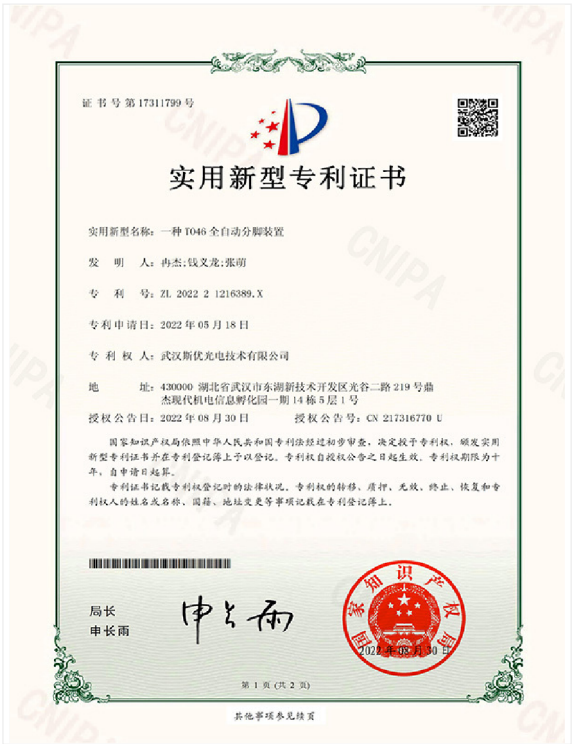 证书号第17311799号
实用新型专利证书
实用新型名称：一种TO46全自动分脚装置
发 明 人：冉杰;钱义龙;张萌
专 利 号：ZL 2022 2 1216389.X
专利申请日：2022年05月18日
专 利 权 人：武汉斯优光电技术有限公司
地 址：430000 湖北省武汉市东湖新技术开发区光谷二路219号鼎
杰现代机电信息孵化园一期14栋5层1号
授权公告日：2022年08月30日 授权公告号：CN 217316770 U
国家知识产权局依照中华人民共和国专利法经过初步审查，决定授予专利权，颁发实用
新型专利证书并在专利登记簿上予以登记。专利权自授权公告之日起生效。专利权期限为十
年，自申请日起算。
专利证书记载专利权登记时的法律状况。专利权的转移、质押、无效、终止、恢复和专
利权人的姓名或名称、国籍、地址变更等事项记载在专利登记簿上。
局长
申长雨
申长雨
国家知识产权局
2022年08月30日
第 1 页 (共 2 页)
其他事项参见续页
CNIPA
CNIPA
CNIPA
CNIPA
CNIPA
CNIPA
CNIPA